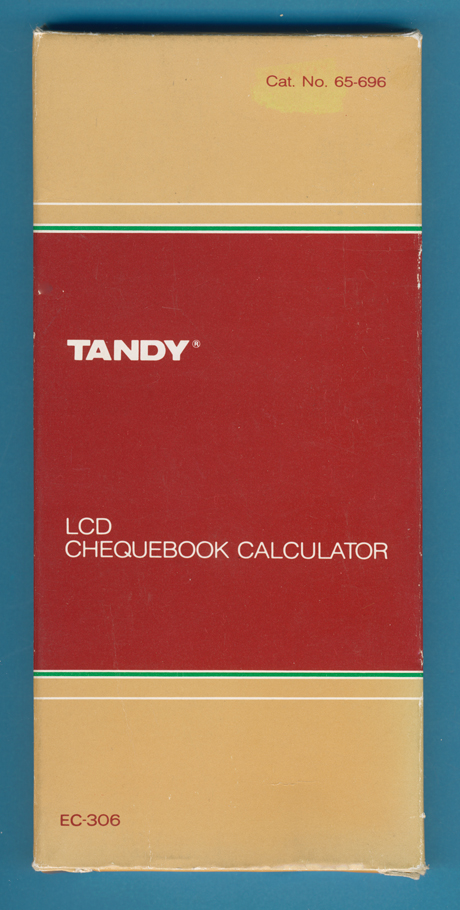 Cat. No. 65-696
TANDY®
LCD
CHEQUEBOOK CALCULATOR
EC-306